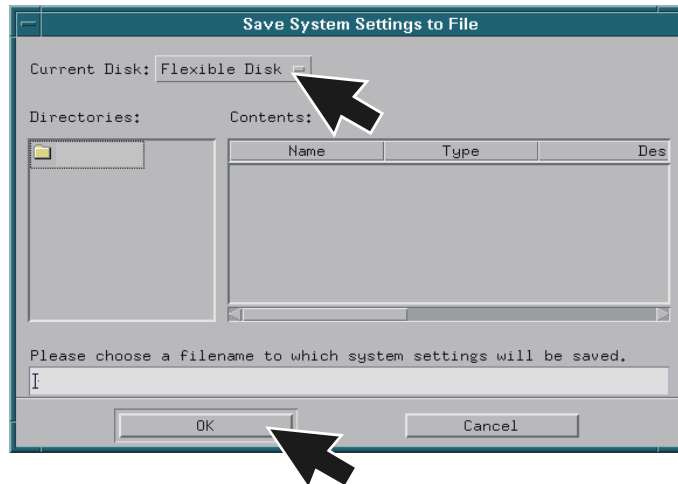 Save System Settings to File
Current Disk: Flexible Disk
Directories: Contents:
Name Type Des
Please choose a filename to which system settings will be saved.
OK Cancel